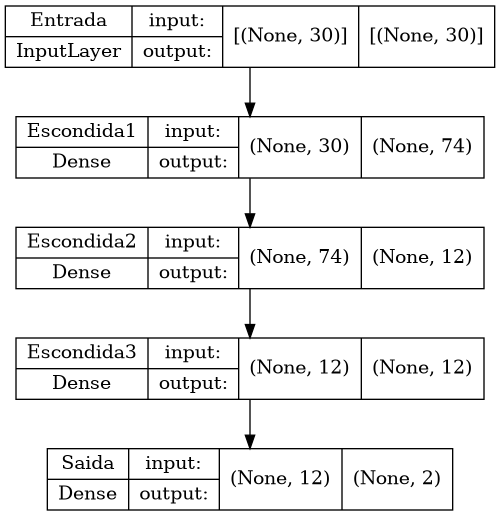 Entrada input: [(None, 30)] [(None, 30)]
InputLayer output:
Escondida1 input: (None, 30) (None, 74)
Dense output:
Escondida2 input: (None, 74) (None, 12)
Dense output:
Escondida3 input: (None, 12) (None, 12)
Dense output:
Saida input: (None, 12) (None, 2)
Dense output: